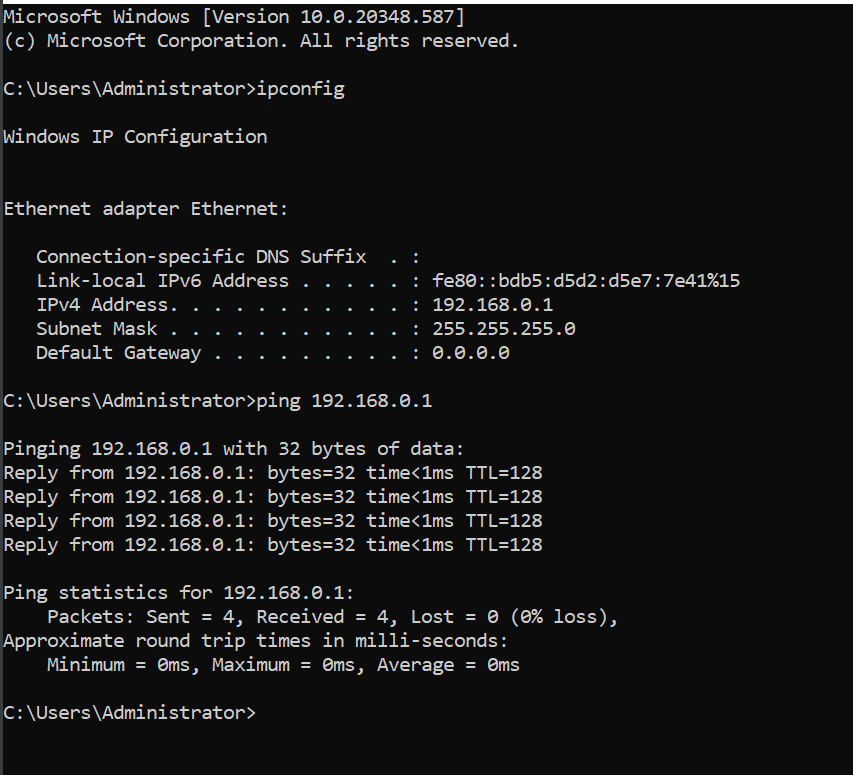 Microsoft Windows [Version 10.0.20348.587]
(c) Microsoft Corporation. All rights reserved.
C:\Users\Administrator>ipconfig
Windows IP Configuration
Ethernet adapter Ethernet:
   Connection-specific DNS Suffix  . :
   Link-local IPv6 Address . . . . . : fe80::bdb5:d5d2:d5e7:7e41%15
   IPv4 Address. . . . . . . . . . . : 192.168.0.1
   Subnet Mask . . . . . . . . . . . : 255.255.255.0
   Default Gateway . . . . . . . . . : 0.0.0.0
C:\Users\Administrator>ping 192.168.0.1
Pinging 192.168.0.1 with 32 bytes of data:
Reply from 192.168.0.1: bytes=32 time<1ms TTL=128
Reply from 192.168.0.1: bytes=32 time<1ms TTL=128
Reply from 192.168.0.1: bytes=32 time<1ms TTL=128
Reply from 192.168.0.1: bytes=32 time<1ms TTL=128
Ping statistics for 192.168.0.1:
    Packets: Sent = 4, Received = 4, Lost = 0 (0% loss),
Approximate round trip times in milli-seconds:
    Minimum = 0ms, Maximum = 0ms, Average = 0ms
C:\Users\Administrator>